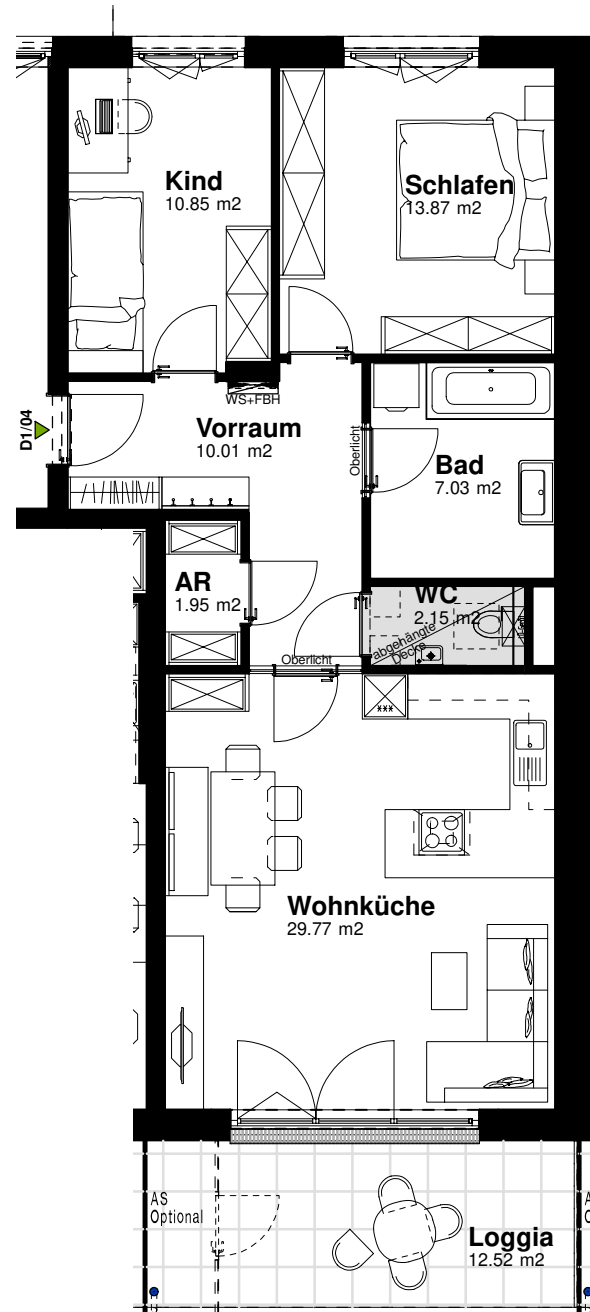 Kind
10.85 m2
Schlafen
13.87 m2
WS+FBH
D1/04
Vorraum
10.01 m2
Oberlicht
Bad
7.03 m2
AR
1.95 m2
WC
2.15 m2
abgehängte
Decke
Oberlicht
***
Wohnküche
29.77 m2
AS
Optional
Loggia
12.52 m2